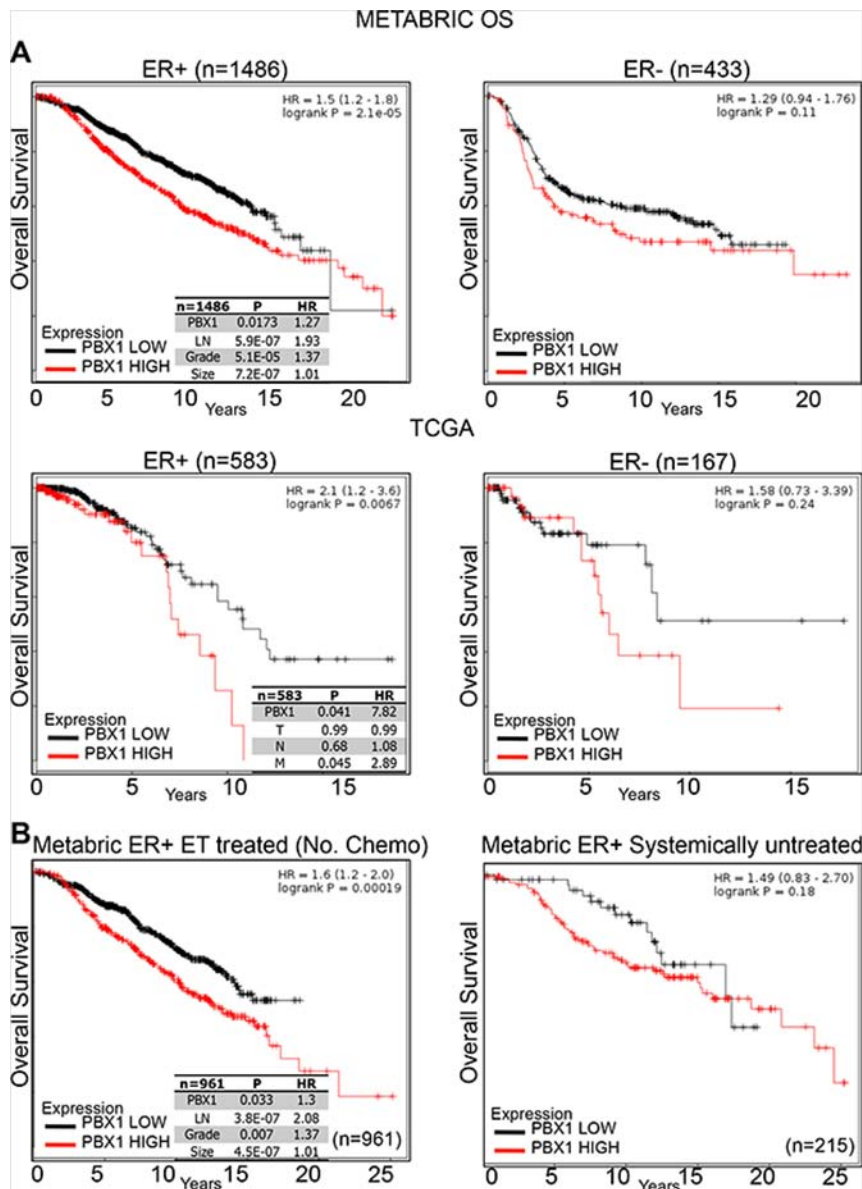 METABRIC OS
A
ER+ (n=1486)
HR = 1.5 (1.2 - 1.8)
logrank P = 2.1e-05
Overall Survival
n=1486 P HR
PBX1 0.0173 1.27
LN 5.9E-07 1.93
Grade 5.1E-05 1.37
Size 7.2E-07 1.01
Expression
PBX1 LOW
PBX1 HIGH
0 5 10 15 20
Years
ER- (n=433)
HR = 1.29 (0.94 - 1.76)
logrank P = 0.11
Overall Survival
Expression
PBX1 LOW
PBX1 HIGH
0 5 10 15 20
Years
TCGA
ER+ (n=583)
HR = 2.1 (1.2 - 3.6)
logrank P = 0.0067
Overall Survival
n=583 P HR
PBX1 0.041 7.82
T 0.99 0.99
N 0.68 1.08
M 0.045 2.89
Expression
PBX1 LOW
PBX1 HIGH
0 5 10 15
Years
ER- (n=167)
HR = 1.58 (0.73 - 3.39)
logrank P = 0.24
Overall Survival
Expression
PBX1 LOW
PBX1 HIGH
0 5 10 15
Years
B
Metabric ER+ ET treated (No. Chemo)
HR = 1.6 (1.2 - 2.0)
logrank P = 0.00019
Overall Survival
n=961 P HR
PBX1 0.033 1.3
LN 3.8E-07 2.08
Grade 0.007 1.37
Size 4.5E-07 1.01
Expression
PBX1 LOW
PBX1 HIGH
(n=961)
0 5 10 15 20 25
Years
Metabric ER+ Systemically untreated
HR = 1.49 (0.83 - 2.70)
logrank P = 0.18
Overall Survival
Expression
PBX1 LOW
PBX1 HIGH
(n=215)
0 5 10 15 20 25
Years